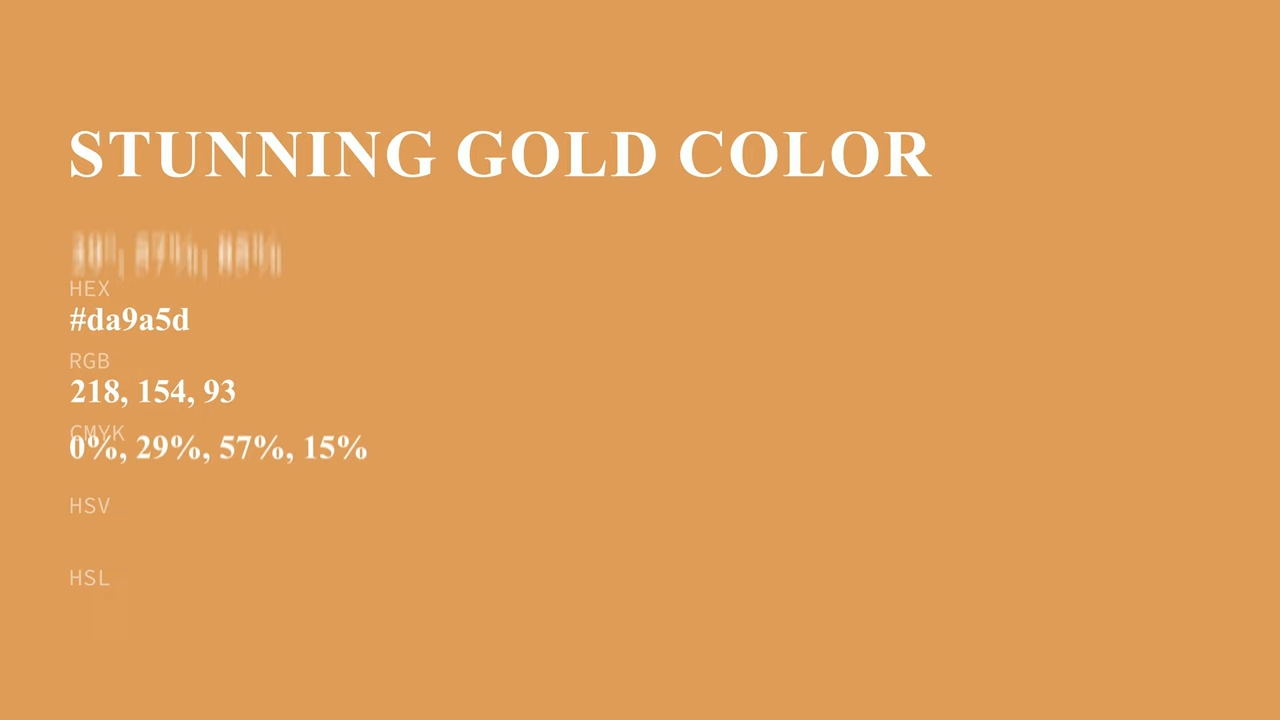 STUNNING GOLD COLOR
HEX
#da9a5d
RGB
218, 154, 93
CMYK
0%, 29%, 57%, 15%
HSV
HSL